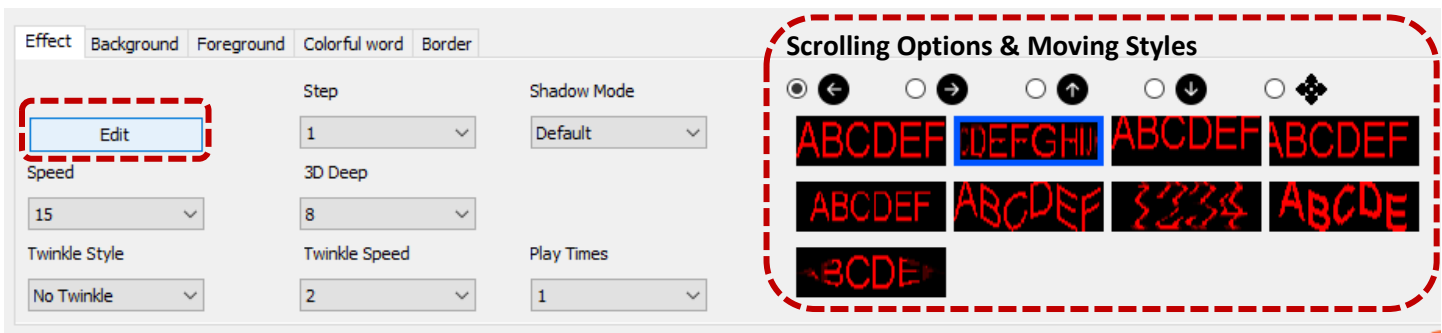 Effect Background Foreground Colorful word Border
Scrolling Options & Moving Styles
Step Shadow Mode
Edit 1 Default
Speed 3D Deep
15 8
Twinkle Style Twinkle Speed Play Times
No Twinkle 2 1
ABCDEF DEFGHIJ ABCDEF ABCDEF
ABCDEF ABCDEF ABCDE
BCDE